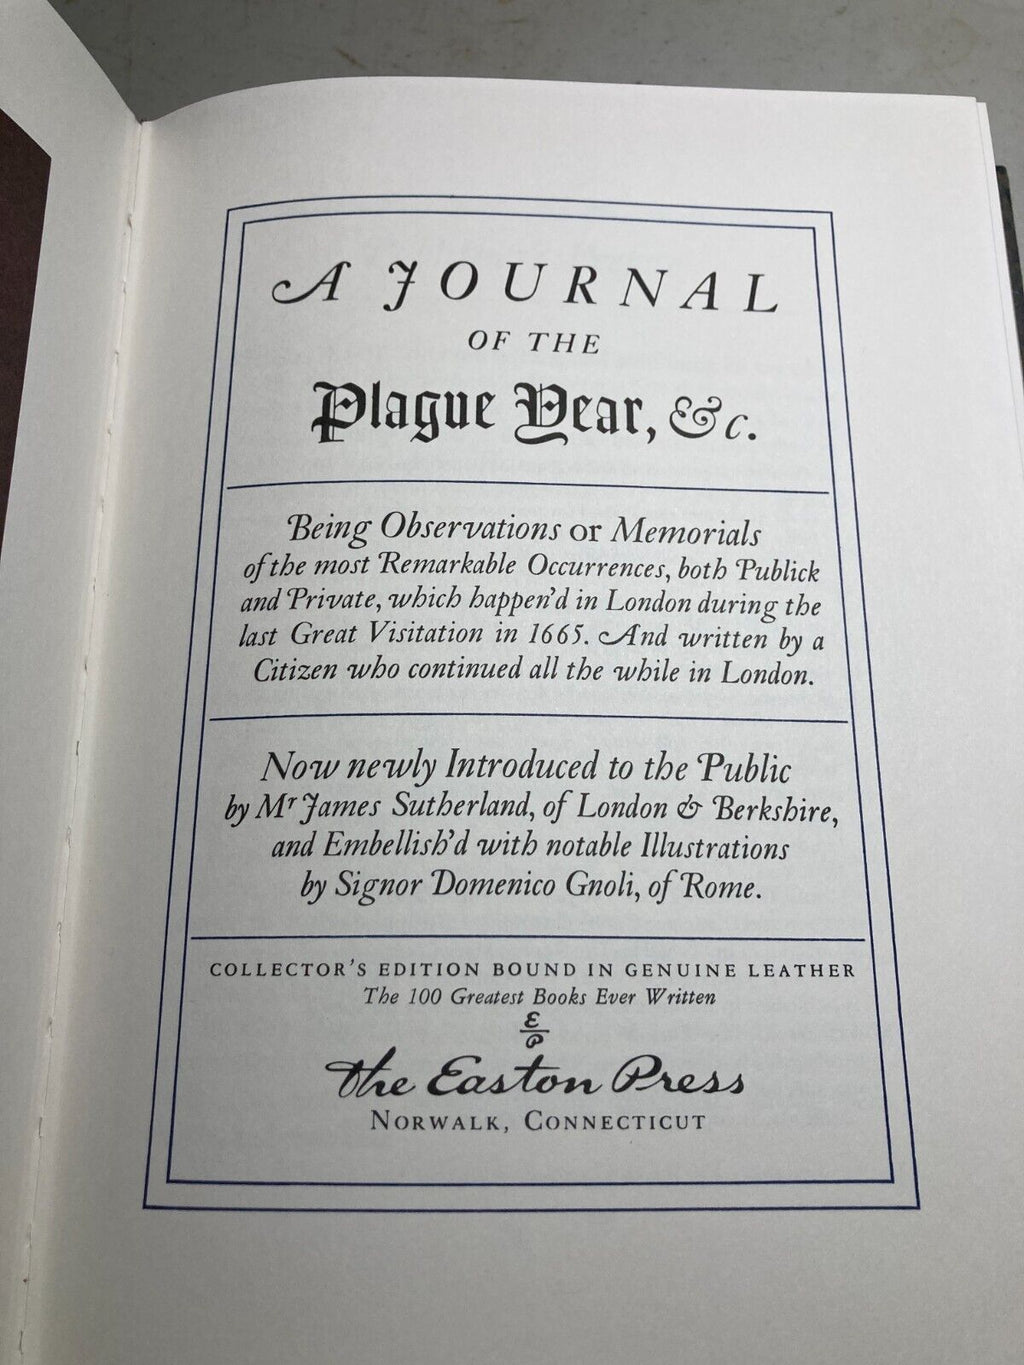 A JOURNAL
OF THE
Plague Year, &c.
Being Observations or Memorials
of the most Remarkable Occurrences, both Publick
and Private, which happen'd in London during the
last Great Visitation in 1665. And written by a
Citizen who continued all the while in London.
Now newly Introduced to the Public
by Mr James Sutherland, of London & Berkshire,
and Embellish'd with notable Illustrations
by Signor Domenico Gnoli, of Rome.
COLLECTOR'S EDITION BOUND IN GENUINE LEATHER
The 100 Greatest Books Ever Written
E
P
The Easton Press
NORWALK, CONNECTICUT